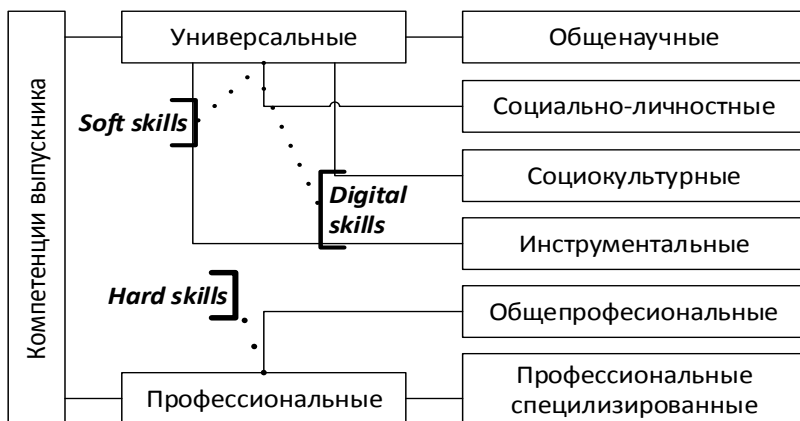 Компетенции выпускника
Универсальные
Общенаучные
Soft skills
Социально-личностные
Digital
skills
Социокультурные
Инструментальные
Hard skills
Общепрофесиональные
Профессиональные
Профессиональные
специлизированные